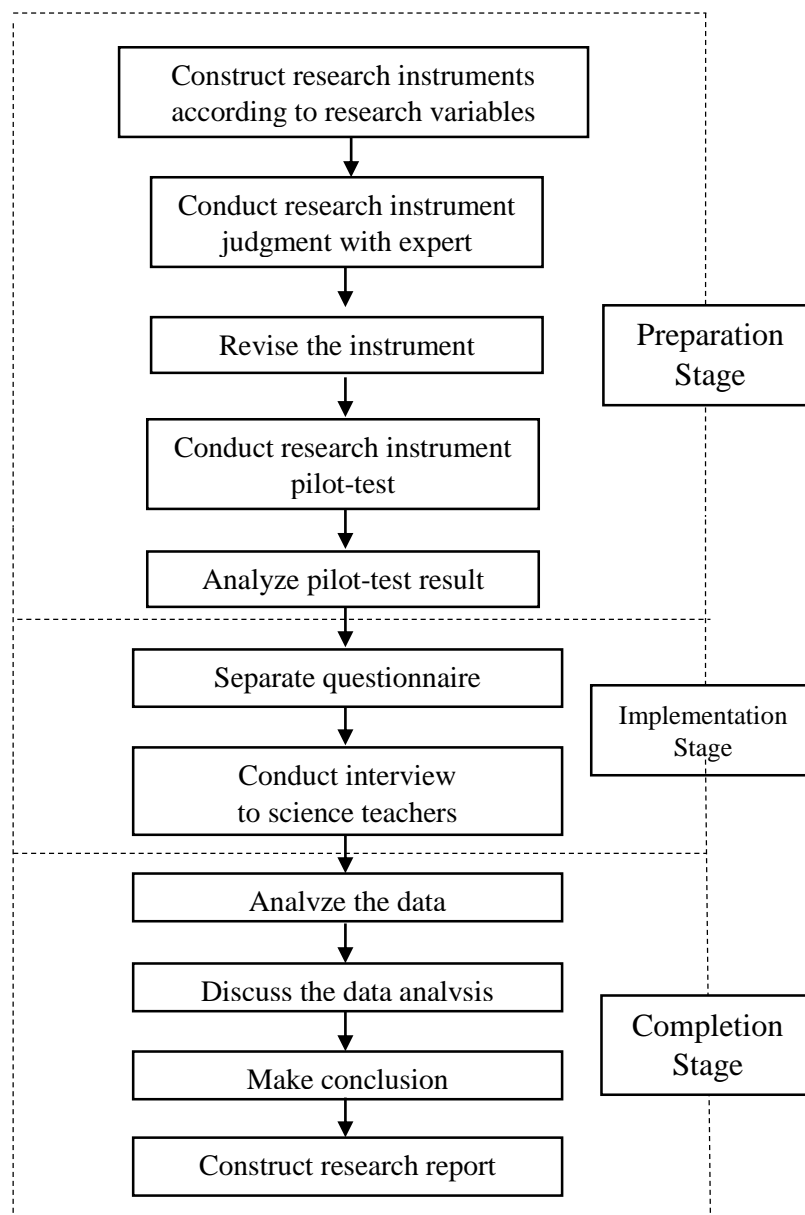 Construct research instruments
according to research variables
Conduct research instrument
judgment with expert
Revise the instrument
Preparation
Stage
Conduct research instrument
pilot-test
Analyze pilot-test result
Separate questionnaire
Implementation
Stage
Conduct interview
to science teachers
Analyze the data
Discuss the data analysis
Completion
Stage
Make conclusion
Construct research report